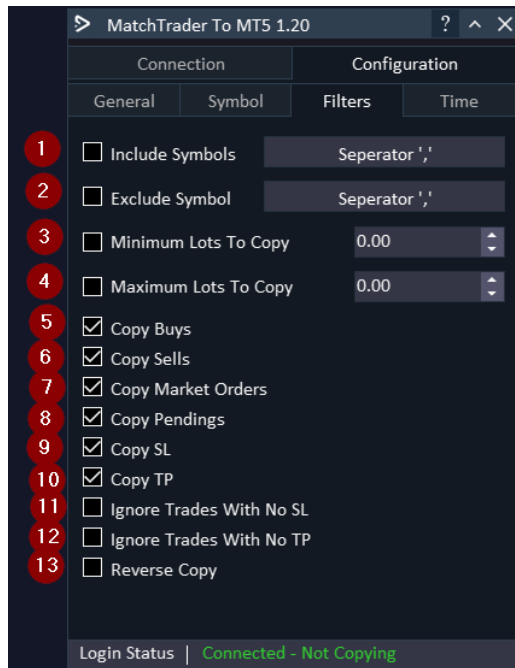 MatchTrader To MT5 1.20 ? ^ X
Connection Configuration
General Symbol Filters Time
1 Include Symbols Seperator ','
2 Exclude Symbol Seperator ','
3 Minimum Lots To Copy 0.00
4 Maximum Lots To Copy 0.00
5 Copy Buys
6 Copy Sells
7 Copy Market Orders
8 Copy Pendings
9 Copy SL
10 Copy TP
11 Ignore Trades With No SL
12 Ignore Trades With No TP
13 Reverse Copy
Login Status | Connected - Not Copying